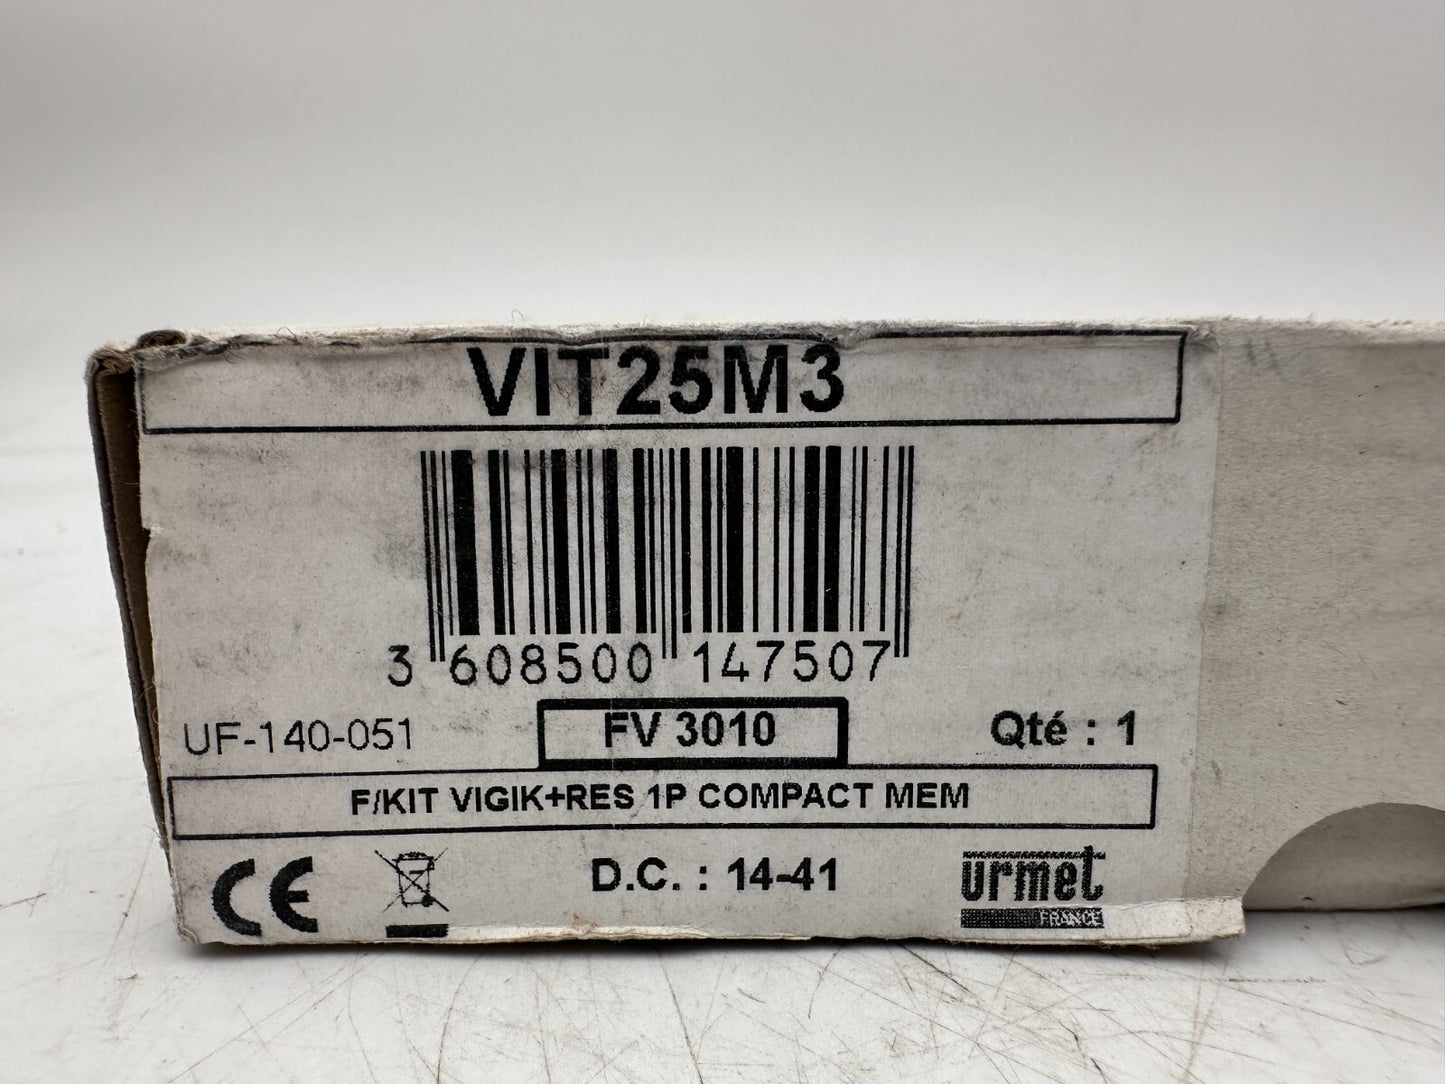 VIT25M3
3 608500 147507
UF-140-051
FV 3010
Qté : 1
F/KIT VIGIK+RES 1P COMPACT MEM
CE
D.C. : 14-41
urmet
FRANCE